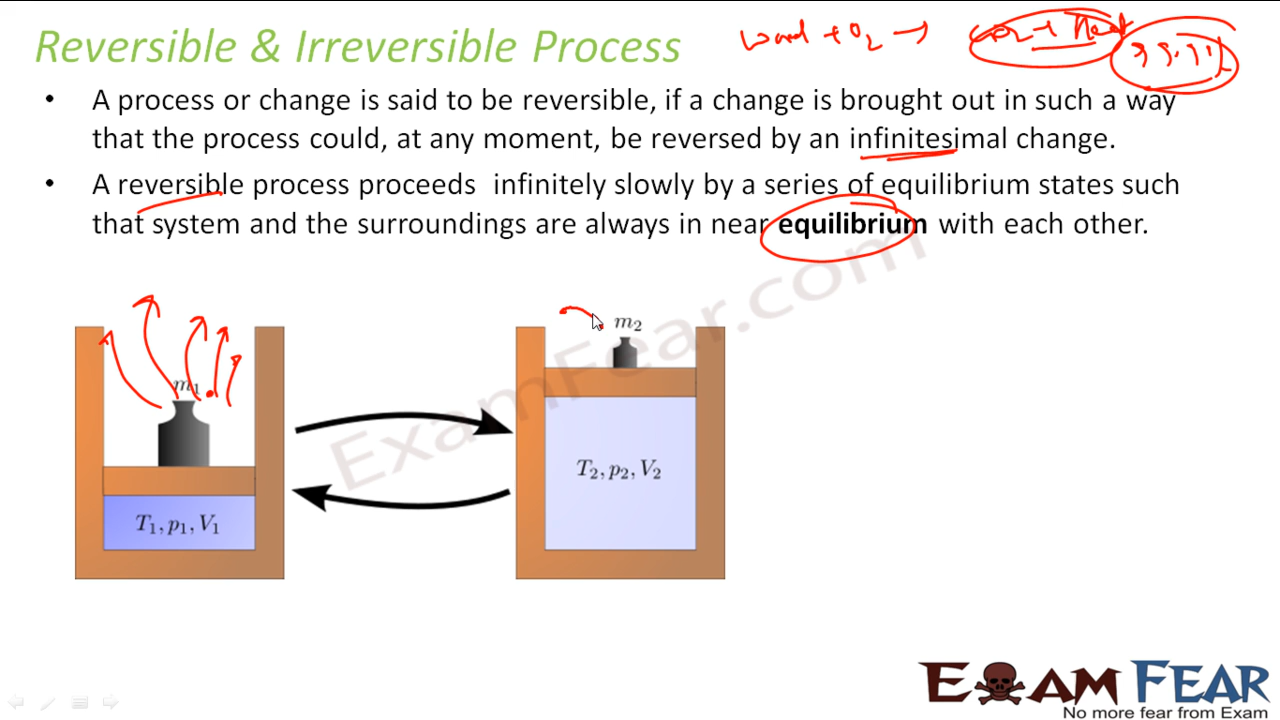 Reversible & Irreversible Process
wood + O2 →
• A process or change is said to be reversible, if a change is brought out in such a way
that the process could, at any moment, be reversed by an infinitesimal change.
• A reversible process proceeds infinitely slowly by a series of equilibrium states such
that system and the surroundings are always in near equilibrium with each other.
m2
m1
T2, p2, V2
T1, p1, V1
ExamFear.com
EXAM FEAR
No more fear from Exam